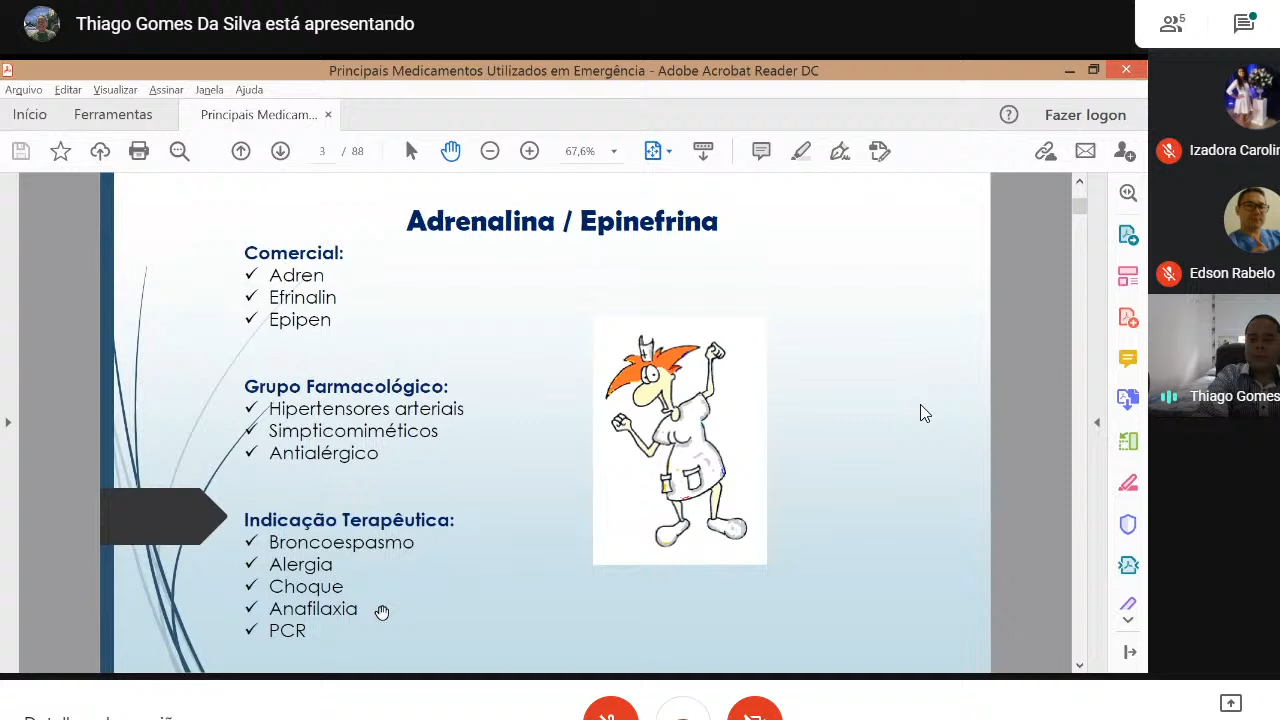 Thiago Gomes Da Silva está apresentando
5
Principais Medicamentos Utilizados em Emergência - Adobe Acrobat Reader DC
Arquivo Editar Visualizar Assinar Janela Ajuda
Início Ferramentas Principais Medicam... × Fazer logon
3 / 88 67,6%
Adrenalina / Epinefrina
Comercial:
✓ Adren
✓ Efrinalin
✓ Epipen
Grupo Farmacológico:
✓ Hipertensores arteriais
✓ Simpticomiméticos
✓ Antialérgico
Indicação Terapêutica:
✓ Broncoespasmo
✓ Alergia
✓ Choque
✓ Anafilaxia
✓ PCR
Izadora Carolin
Edson Rabelo
Thiago Gomes